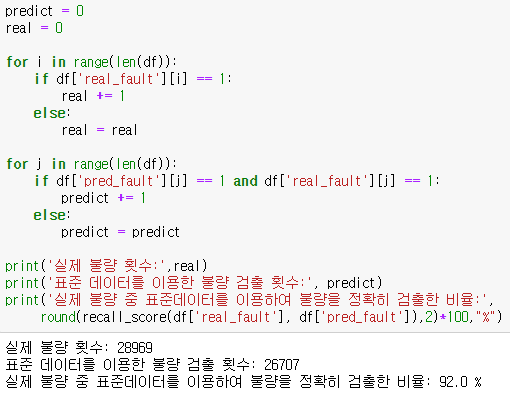 predict = 0
real = 0
for i in range(len(df)):
    if df['real_fault'][i] == 1:
        real += 1
    else:
        real = real
for j in range(len(df)):
    if df['pred_fault'][j] == 1 and df['real_fault'][j] == 1:
        predict += 1
    else:
        predict = predict
print('실제 불량 횟수:',real)
print('표준 데이터를 이용한 불량 검출 횟수:', predict)
print('실제 불량 중 표준데이터를 이용하여 불량을 정확히 검출한 비율:',
     round(recall_score(df['real_fault'], df['pred_fault']),2)*100,"%")
실제 불량 횟수: 28969
표준 데이터를 이용한 불량 검출 횟수: 26707
실제 불량 중 표준데이터를 이용하여 불량을 정확히 검출한 비율: 92.0 %